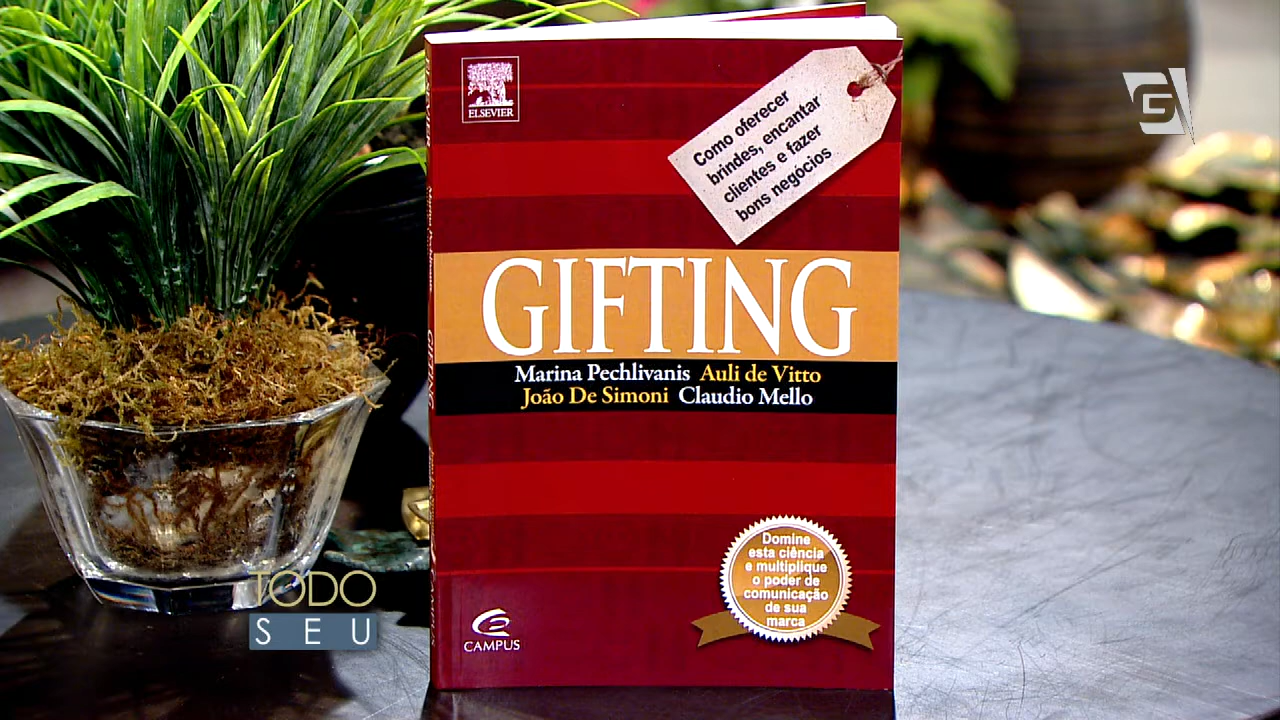 ELSEVIER
Como oferecer
brindes, encantar
clientes e fazer
bons negócios
GIFTING
Marina Pechlivanis Auli de Vitto
João De Simoni Claudio Mello
Domine
esta ciência
e multiplique
o poder de
comunicação
de sua
marca
CAMPUS
TODO
SEU
G